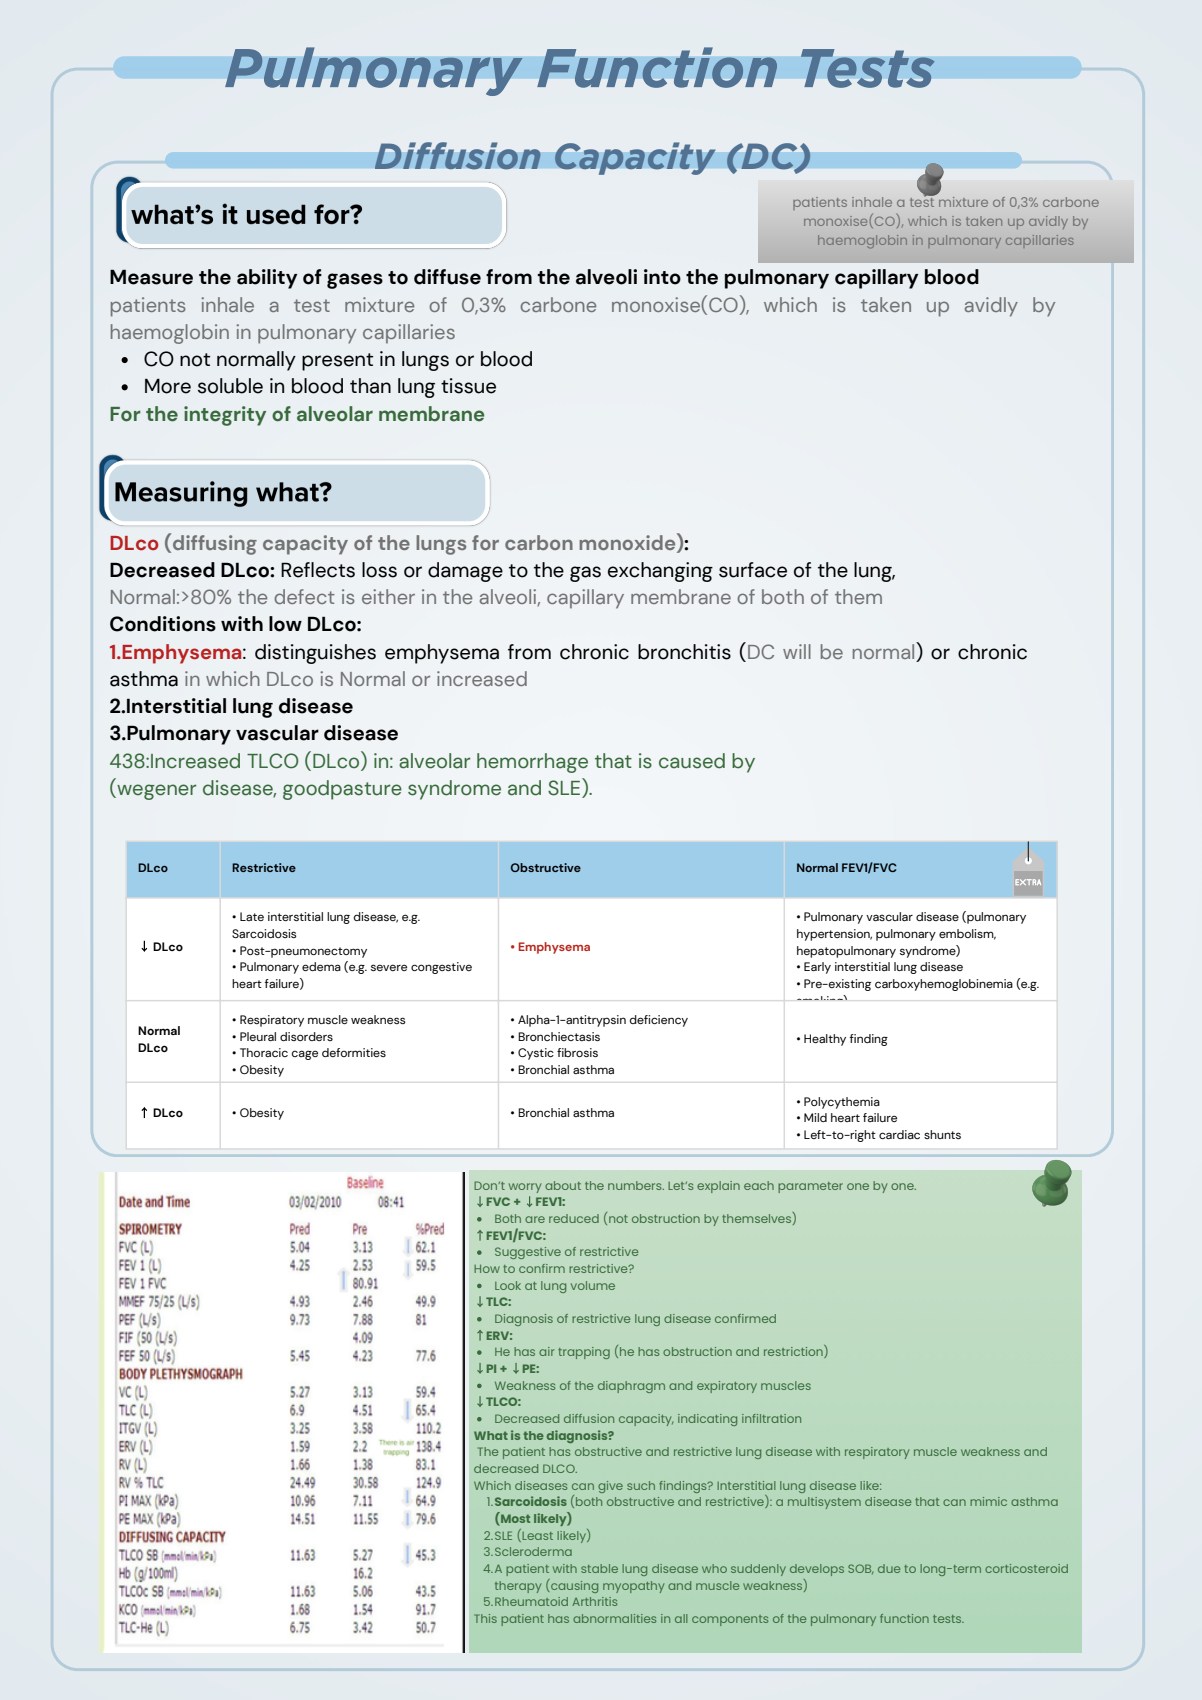 Pulmonary Function Tests
Diffusion Capacity (DC)
what's it used for?
patients inhale a test mixture of 0,3% carbone
monoxise(CO), which is taken up avidly by
haemoglobin in pulmonary capillaries
Measure the ability of gases to diffuse from the alveoli into the pulmonary capillary blood
patients inhale a test mixture of 0,3% carbone monoxise(CO), which is taken up avidly by
haemoglobin in pulmonary capillaries
• CO not normally present in lungs or blood
• More soluble in blood than lung tissue
For the integrity of alveolar membrane
Measuring what?
DLco (diffusing capacity of the lungs for carbon monoxide):
Decreased DLco: Reflects loss or damage to the gas exchanging surface of the lung,
Normal:>80% the defect is either in the alveoli, capillary membrane of both of them
Conditions with low DLco:
1.Emphysema: distinguishes emphysema from chronic bronchitis (DC will be normal) or chronic
asthma in which DLco is Normal or increased
2.Interstitial lung disease
3.Pulmonary vascular disease
438:Increased TLCO (DLco) in: alveolar hemorrhage that is caused by
(wegener disease, goodpasture syndrome and SLE).
DLco Restrictive Obstructive Normal FEV1/FVC
EXTRA
↓ DLco
• Late interstitial lung disease, e.g.
Sarcoidosis
• Post-pneumonectomy
• Pulmonary edema (e.g. severe congestive
heart failure)
• Emphysema
• Pulmonary vascular disease (pulmonary
hypertension, pulmonary embolism,
hepatopulmonary syndrome)
• Early interstitial lung disease
• Pre-existing carboxyhemoglobinemia (e.g.
smoking)
Normal
DLco
• Respiratory muscle weakness
• Pleural disorders
• Thoracic cage deformities
• Obesity
• Alpha-1-antitrypsin deficiency
• Bronchiectasis
• Cystic fibrosis
• Bronchial asthma
• Healthy finding
↑ DLco
• Obesity
• Bronchial asthma
• Polycythemia
• Mild heart failure
• Left-to-right cardiac shunts
Baseline
Date and Time 03/02/2010 08:41
SPIROMETRY Pred Pre %Pred
FVC (L) 5.04 3.13 ↓ 62.1
FEV 1 (L) 4.25 2.53 ↓ 59.5
FEV 1 FVC ↑ 80.91
MMEF 75/25 (L/s) 4.93 2.46 49.9
PEF (L/s) 9.73 7.88 81
FIF (50 (L/s) 4.09
FEF 50 (L/s) 5.45 4.23 77.6
BODY PLETHYSMOGRAPH
VC (L) 5.27 3.13 59.4
TLC (L) 6.9 4.51 ↓ 65.4
ITGV (L) 3.25 3.58 110.2
ERV (L) 1.59 2.2 There is air trapping 138.4
RV (L) 1.66 1.38 83.1
RV % TLC 24.49 30.58 124.9
PI MAX (kPa) 10.96 7.11 ↓ 64.9
PE MAX (kPa) 14.51 11.55 ↓ 79.6
DIFFUSING CAPACITY
TLCO SB (mmol/min/kPa) 11.63 5.27 ↓ 45.3
Hb (g/100ml) 16.2
TLCOc SB (mmol/min/kPa) 11.63 5.06 43.5
KCO (mmol/min/kPa) 1.68 1.54 91.7
TLC-He (L) 6.75 3.42 50.7
Don't worry about the numbers. Let's explain each parameter one by one.
↓FVC + ↓FEV1:
• Both are reduced (not obstruction by themselves)
↑FEV1/FVC:
• Suggestive of restrictive
How to confirm restrictive?
• Look at lung volume
↓TLC:
• Diagnosis of restrictive lung disease confirmed
↑ERV:
• He has air trapping (he has obstruction and restriction)
↓PI + ↓PE:
• Weakness of the diaphragm and expiratory muscles
↓TLCO:
• Decreased diffusion capacity, indicating infiltration
What is the diagnosis?
The patient has obstructive and restrictive lung disease with respiratory muscle weakness and
decreased DLCO.
Which diseases can give such findings? Interstitial lung disease like:
1.Sarcoidosis (both obstructive and restrictive): a multisystem disease that can mimic asthma
(Most likely)
2.SLE (Least likely)
3.Scleroderma
4.A patient with stable lung disease who suddenly develops SOB, due to long-term corticosteroid
therapy (causing myopathy and muscle weakness)
5.Rheumatoid Arthritis
This patient has abnormalities in all components of the pulmonary function tests.